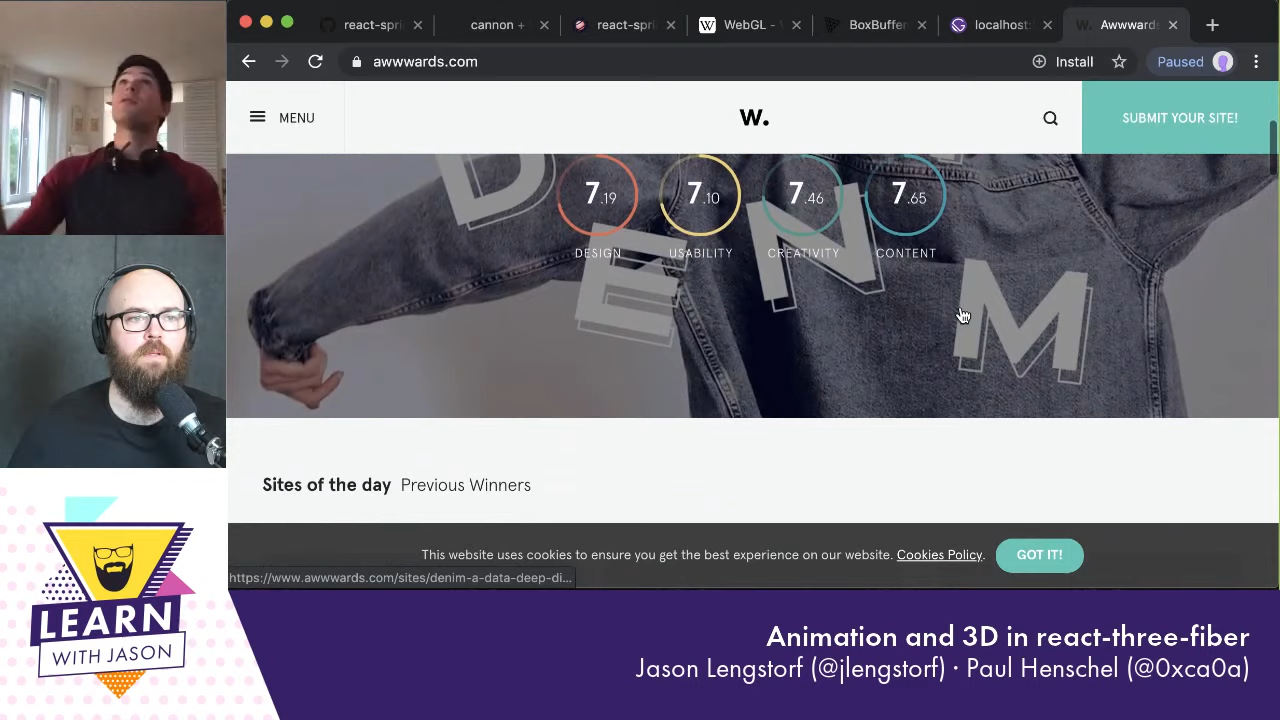 react-spri
cannon +
react-spri
WebGL -
BoxBuffer
localhost:
Awwwards
awwwards.com
Install
Paused
MENU
W.
SUBMIT YOUR SITE!
D
E
N
M
7.19
7.10
7.46
7.65
DESIGN
USABILITY
CREATIVITY
CONTENT
Sites of the day Previous Winners
This website uses cookies to ensure you get the best experience on our website. Cookies Policy.
GOT IT!
https://www.awwwards.com/sites/denim-a-data-deep-di...
LEARN
WITH JASON
Animation and 3D in react-three-fiber
Jason Lengstorf (@jlengstorf) · Paul Henschel (@0xca0a)